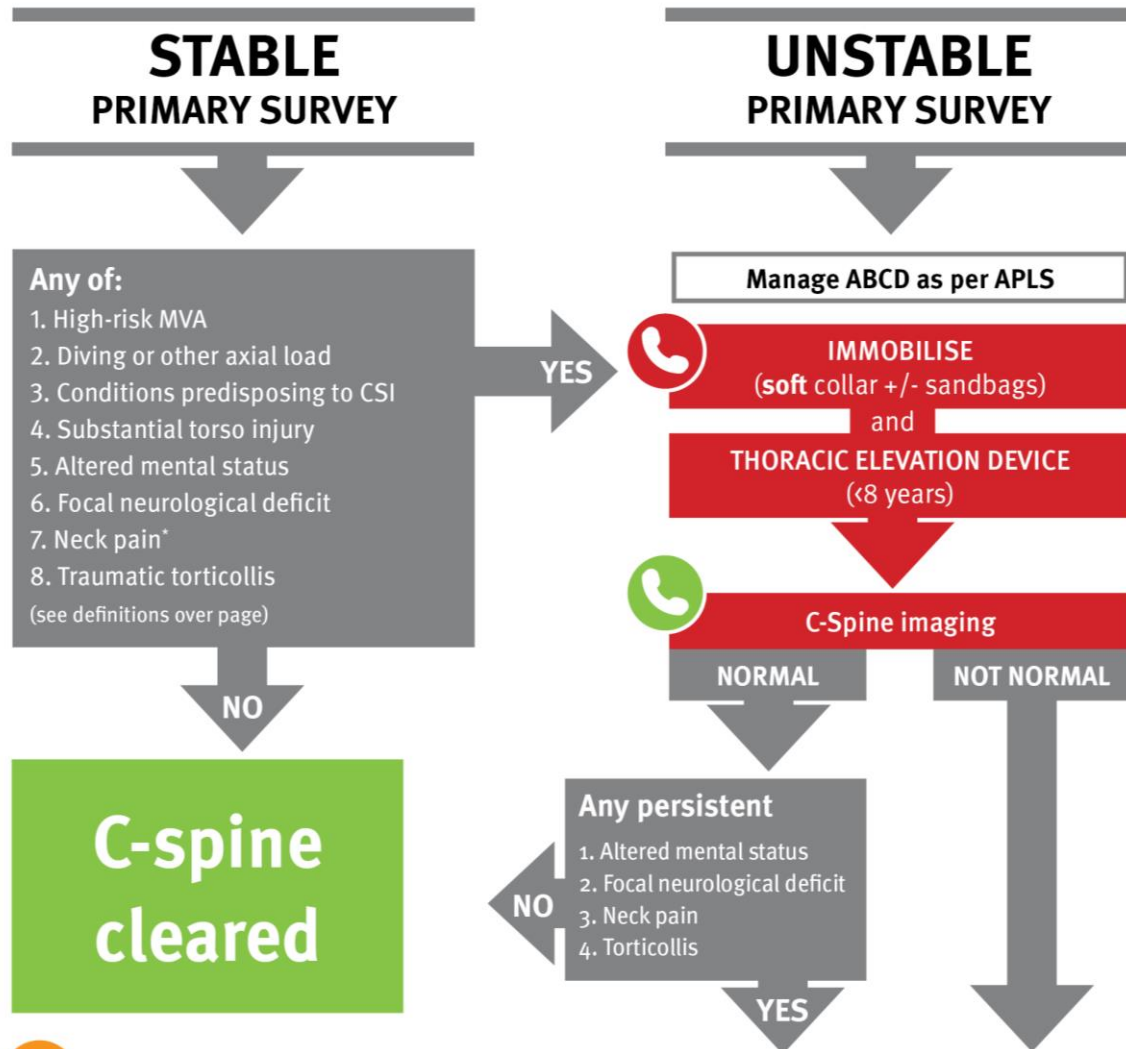 STABLE
PRIMARY SURVEY
Any of:
1. High-risk MVA
2. Diving or other axial load
3. Conditions predisposing to CSI
4. Substantial torso injury
5. Altered mental status
6. Focal neurological deficit
7. Neck pain*
8. Traumatic torticollis
(see definitions over page)
YES
NO
C-spine
cleared
UNSTABLE
PRIMARY SURVEY
Manage ABCD as per APLS
IMMOBILISE
(soft collar +/- sandbags)
and
THORACIC ELEVATION DEVICE
(<8 years)
C-Spine imaging
NORMAL
NOT NORMAL
Any persistent
1. Altered mental status
2. Focal neurological deficit
3. Neck pain
4. Torticollis
NO
YES